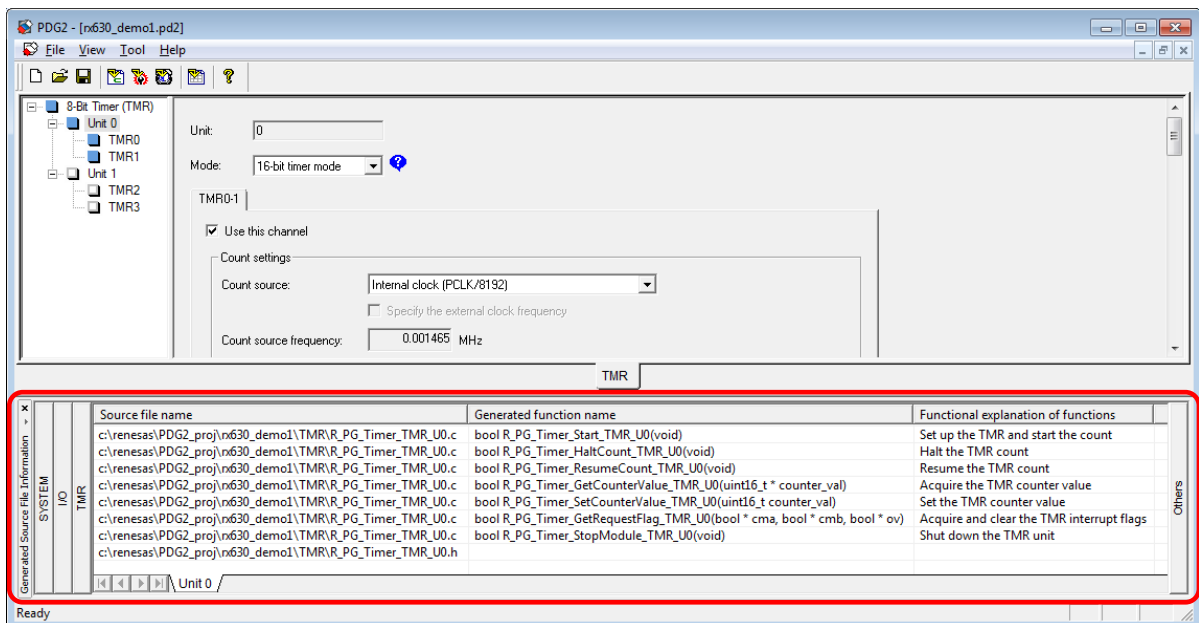 PDG2 - [rx630_demo1.pd2]
File View Tool Help
8-Bit Timer (TMR)
Unit 0
TMR0
TMR1
Unit 1
TMR2
TMR3
Unit: 0
Mode: 16-bit timer mode
TMR0-1
Use this channel
Count settings
Count source: Internal clock (PCLK/8192)
Specify the external clock frequency
Count source frequency: 0.001465 MHz
TMR
Generated Source File Information
SYSTEM
I/O
TMR
Source file name Generated function name Functional explanation of functions
c:\renesas\PDG2_proj\rx630_demo1\TMR\R_PG_Timer_TMR_U0.c bool R_PG_Timer_Start_TMR_U0(void) Set up the TMR and start the count
c:\renesas\PDG2_proj\rx630_demo1\TMR\R_PG_Timer_TMR_U0.c bool R_PG_Timer_HaltCount_TMR_U0(void) Halt the TMR count
c:\renesas\PDG2_proj\rx630_demo1\TMR\R_PG_Timer_TMR_U0.c bool R_PG_Timer_ResumeCount_TMR_U0(void) Resume the TMR count
c:\renesas\PDG2_proj\rx630_demo1\TMR\R_PG_Timer_TMR_U0.c bool R_PG_Timer_GetCounterValue_TMR_U0(uint16_t * counter_val) Acquire the TMR counter value
c:\renesas\PDG2_proj\rx630_demo1\TMR\R_PG_Timer_TMR_U0.c bool R_PG_Timer_SetCounterValue_TMR_U0(uint16_t counter_val) Set the TMR counter value
c:\renesas\PDG2_proj\rx630_demo1\TMR\R_PG_Timer_TMR_U0.c bool R_PG_Timer_GetRequestFlag_TMR_U0(bool * cma, bool * cmb, bool * ov) Acquire and clear the TMR interrupt flags
c:\renesas\PDG2_proj\rx630_demo1\TMR\R_PG_Timer_TMR_U0.c bool R_PG_Timer_StopModule_TMR_U0(void) Shut down the TMR unit
c:\renesas\PDG2_proj\rx630_demo1\TMR\R_PG_Timer_TMR_U0.h
Others
Unit 0
Ready